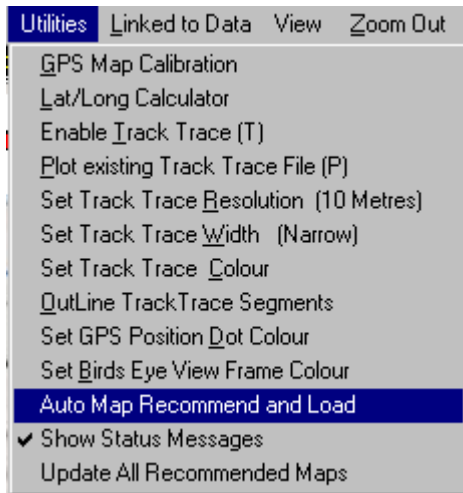 Utilities Linked to Data View Zoom Out
GPS Map Calibration
Lat/Long Calculator
Enable Track Trace (T)
Plot existing Track Trace File (P)
Set Track Trace Resolution (10 Metres)
Set Track Trace Width (Narrow)
Set Track Trace Colour
OutLine TrackTrace Segments
Set GPS Position Dot Colour
Set Birds Eye View Frame Colour
Auto Map Recommend and Load
Show Status Messages
Update All Recommended Maps